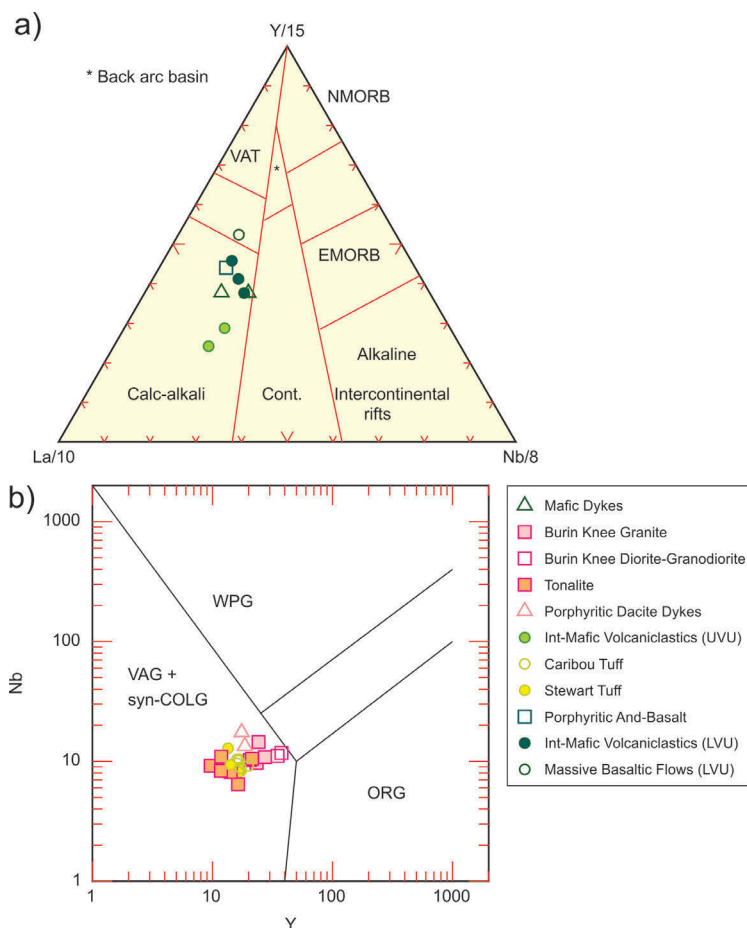 a)
Y/15
* Back arc basin
NMORB
VAT
*
EMORB
Alkaline
Calc-alkali
Cont.
Intercontinental
rifts
La/10
Nb/8
b)
1000
100
10
1
Nb
WPG
VAG +
syn-COLG
ORG
1
10
100
1000
Y
Mafic Dykes
Burin Knee Granite
Burin Knee Diorite-Granodiorite
Tonalite
Porphyritic Dacite Dykes
Int-Mafic Volcaniclastics (UVU)
Caribou Tuff
Stewart Tuff
Porphyritic And-Basalt
Int-Mafic Volcaniclastics (LVU)
Massive Basaltic Flows (LVU)